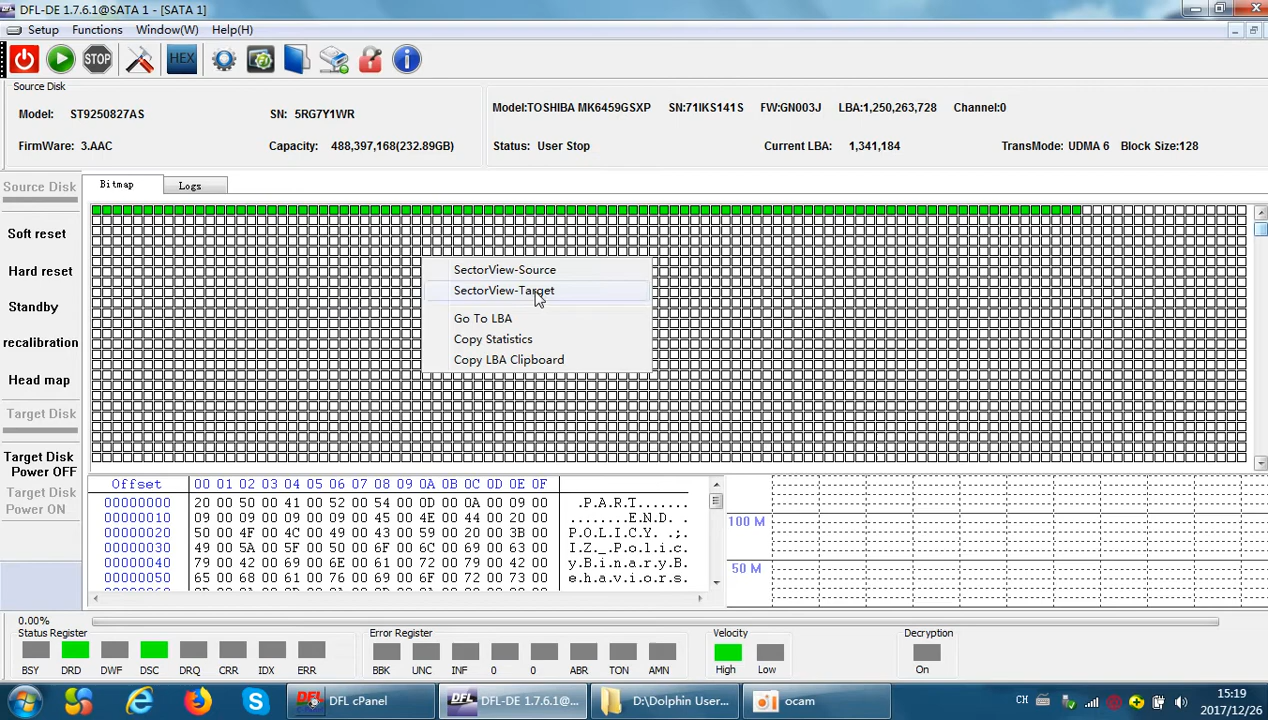 DFL-DE 1.7.6.1@SATA 1 - [SATA 1]
Setup Functions Window(W) Help(H)
STOP HEX
Source Disk
Model: ST9250827AS SN: 5RG7Y1WR
FirmWare: 3.AAC Capacity: 488,397,168(232.89GB)
Model:TOSHIBA MK6459GSXP SN:71IKS141S FW:GN003J LBA:1,250,263,728 Channel:0
Status: User Stop Current LBA: 1,341,184 TransMode: UDMA 6 Block Size:128
Source Disk
Soft reset
Hard reset
Standby
recalibration
Head map
Target Disk
Target Disk
Power OFF
Target Disk
Power ON
Bitmap Logs
SectorView-Source
SectorView-Target
Go To LBA
Copy Statistics
Copy LBA Clipboard
Offset 00 01 02 03 04 05 06 07 08 09 0A 0B 0C 0D 0E 0F
00000000 20 00 50 00 41 00 52 00 54 00 0D 00 0A 00 09 00 .P.A.R.T.......
00000010 09 00 09 00 09 00 09 00 45 00 4E 00 44 00 20 00 ........E.N.D. .
00000020 50 00 4F 00 4C 00 49 00 43 00 59 00 20 00 3B 00 P.O.L.I.C.Y. .;.
00000030 49 00 5A 00 5F 00 50 00 6F 00 6C 00 69 00 63 00 I.Z._.P.o.l.i.c.
00000040 79 00 42 00 69 00 6E 00 61 00 72 00 79 00 42 00 y.B.i.n.a.r.y.B.
00000050 65 00 68 00 61 00 76 00 69 00 6F 00 72 00 73 00 e.h.a.v.i.o.r.s.
100 M
50 M
0.00%
Status Register
BSY DRD DWF DSC DRQ CRR IDX ERR
Error Register
BBK UNC INF 0 0 ABR TON AMN
Velocity
High Low
Decryption
On
DFL cPanel
DFL-DE 1.7.6.1@...
D:\Dolphin User...
ocam
CH
15:19
2017/12/26